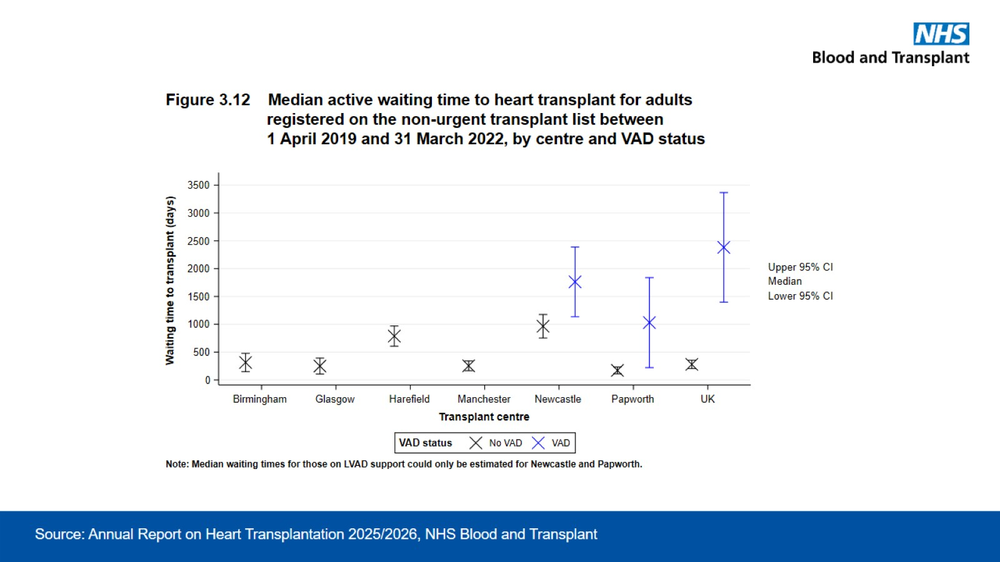 NHS
Blood and Transplant
Figure 3.12 Median active waiting time to heart transplant for adults
registered on the non-urgent transplant list between
1 April 2019 and 31 March 2022, by centre and VAD status
Waiting time to transplant (days)
3500
3000
2500
2000
1500
1000
500
0
Upper 95% CI
Median
Lower 95% CI
Birmingham Glasgow Harefield Manchester Newcastle Papworth UK
Transplant centre
VAD status No VAD VAD
Note: Median waiting times for those on LVAD support could only be estimated for Newcastle and Papworth.
Source: Annual Report on Heart Transplantation 2025/2026, NHS Blood and Transplant